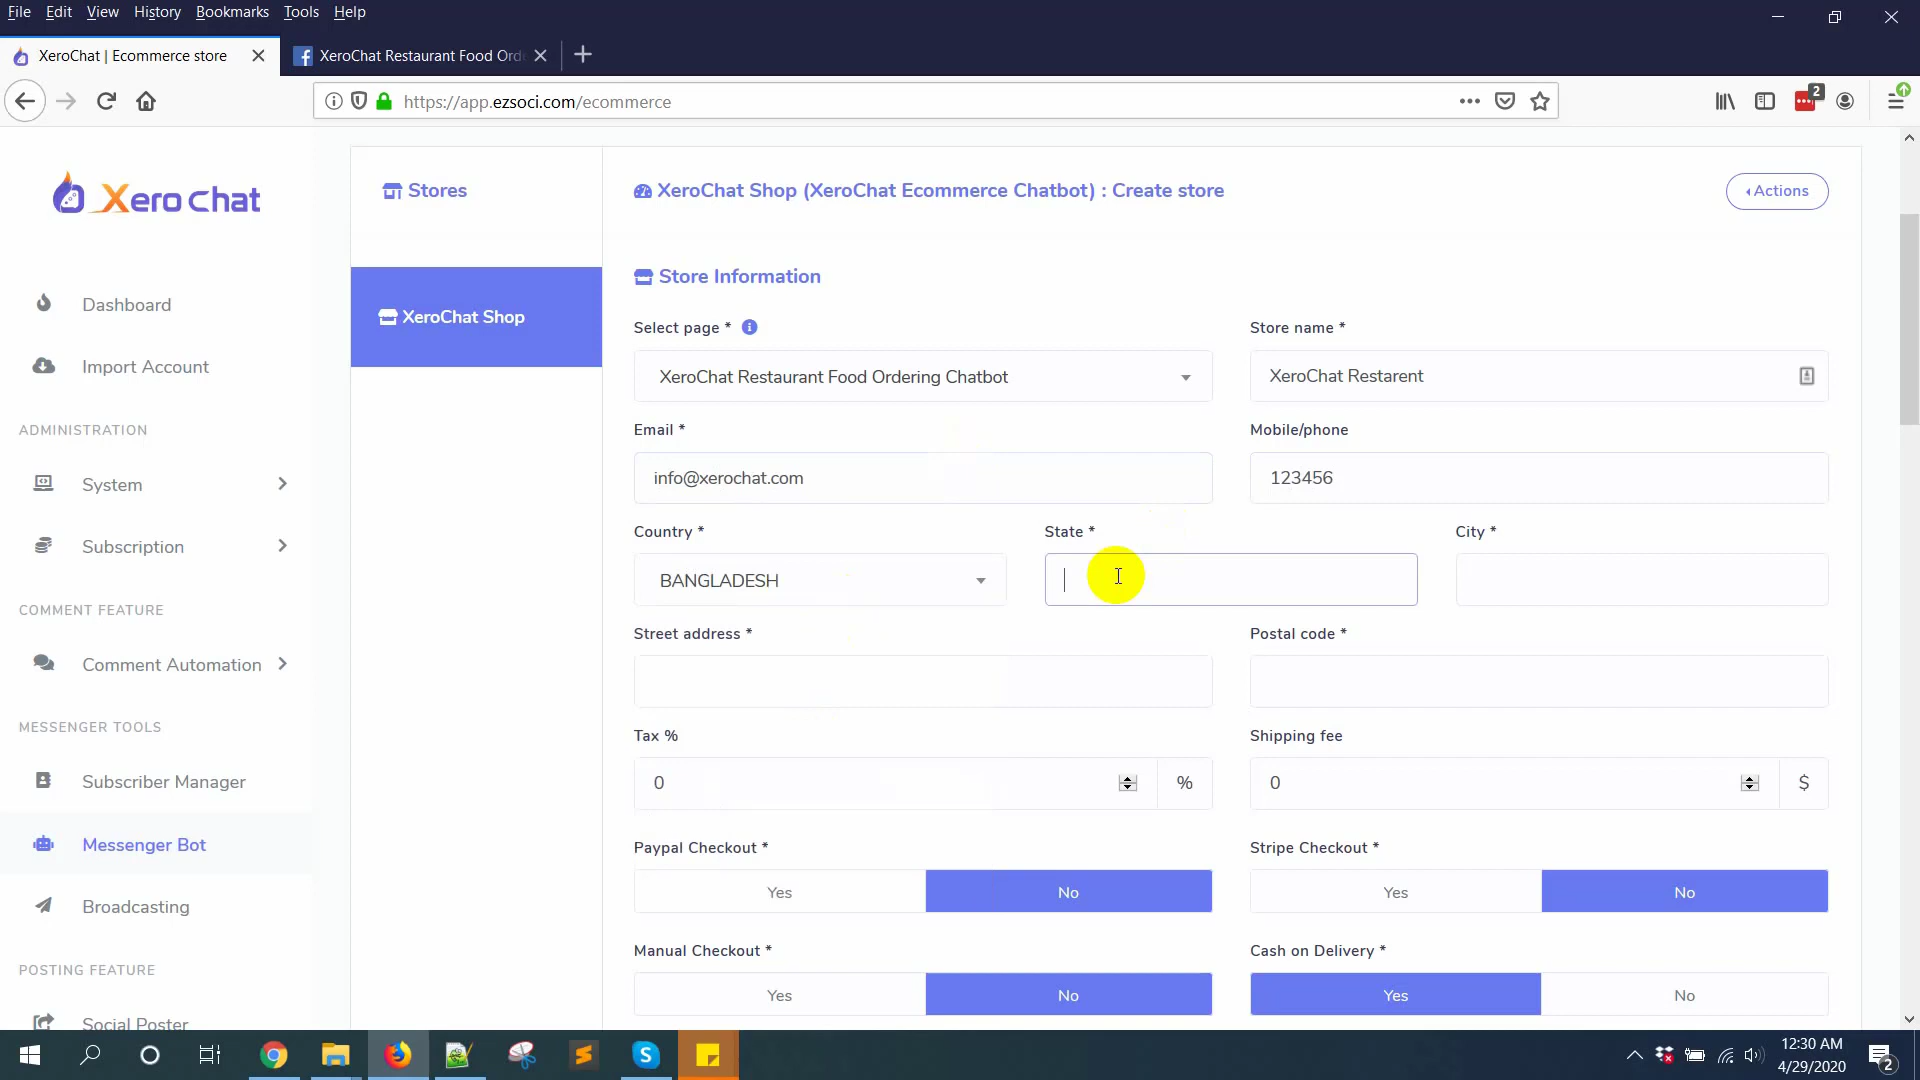 File Edit View History Bookmarks Tools Help
XeroChat | Ecommerce store
XeroChat Restaurant Food Ord
https://app.ezsoci.com/ecommerce
2
Xero Chat
Stores
XeroChat Shop (XeroChat Ecommerce Chatbot) : Create store
Actions
Store Information
XeroChat Shop
Dashboard
Import Account
ADMINISTRATION
System
Subscription
COMMENT FEATURE
Comment Automation
MESSENGER TOOLS
Subscriber Manager
Messenger Bot
Broadcasting
POSTING FEATURE
Social Poster
Select page *
Store name *
XeroChat Restaurant Food Ordering Chatbot
XeroChat Restarent
Email *
Mobile/phone
info@xerochat.com
123456
Country *
State *
City *
BANGLADESH
Street address *
Postal code *
Tax %
Shipping fee
0 %
0 $
Paypal Checkout *
Stripe Checkout *
Yes No
Yes No
Manual Checkout *
Cash on Delivery *
Yes No
Yes No
12:30 AM
4/29/2020
2